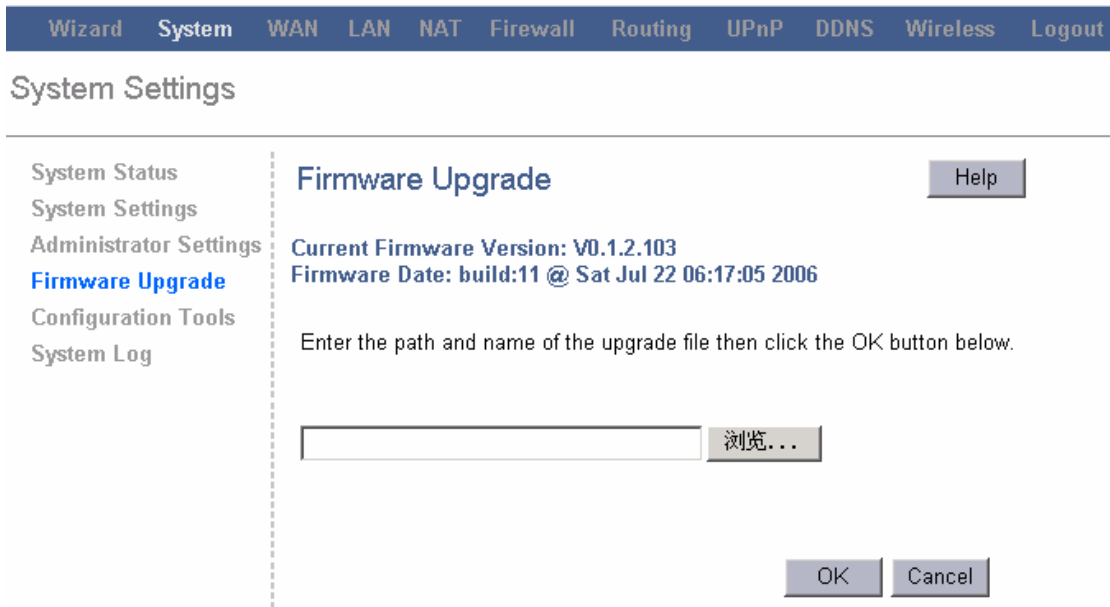 Wizard System WAN LAN NAT Firewall Routing UPnP DDNS Wireless Logout
System Settings
System Status
System Settings
Administrator Settings
Firmware Upgrade
Configuration Tools
System Log
Firmware Upgrade
Help
Current Firmware Version: V0.1.2.103
Firmware Date: build:11 @ Sat Jul 22 06:17:05 2006
Enter the path and name of the upgrade file then click the OK button below.
浏览...
OK Cancel